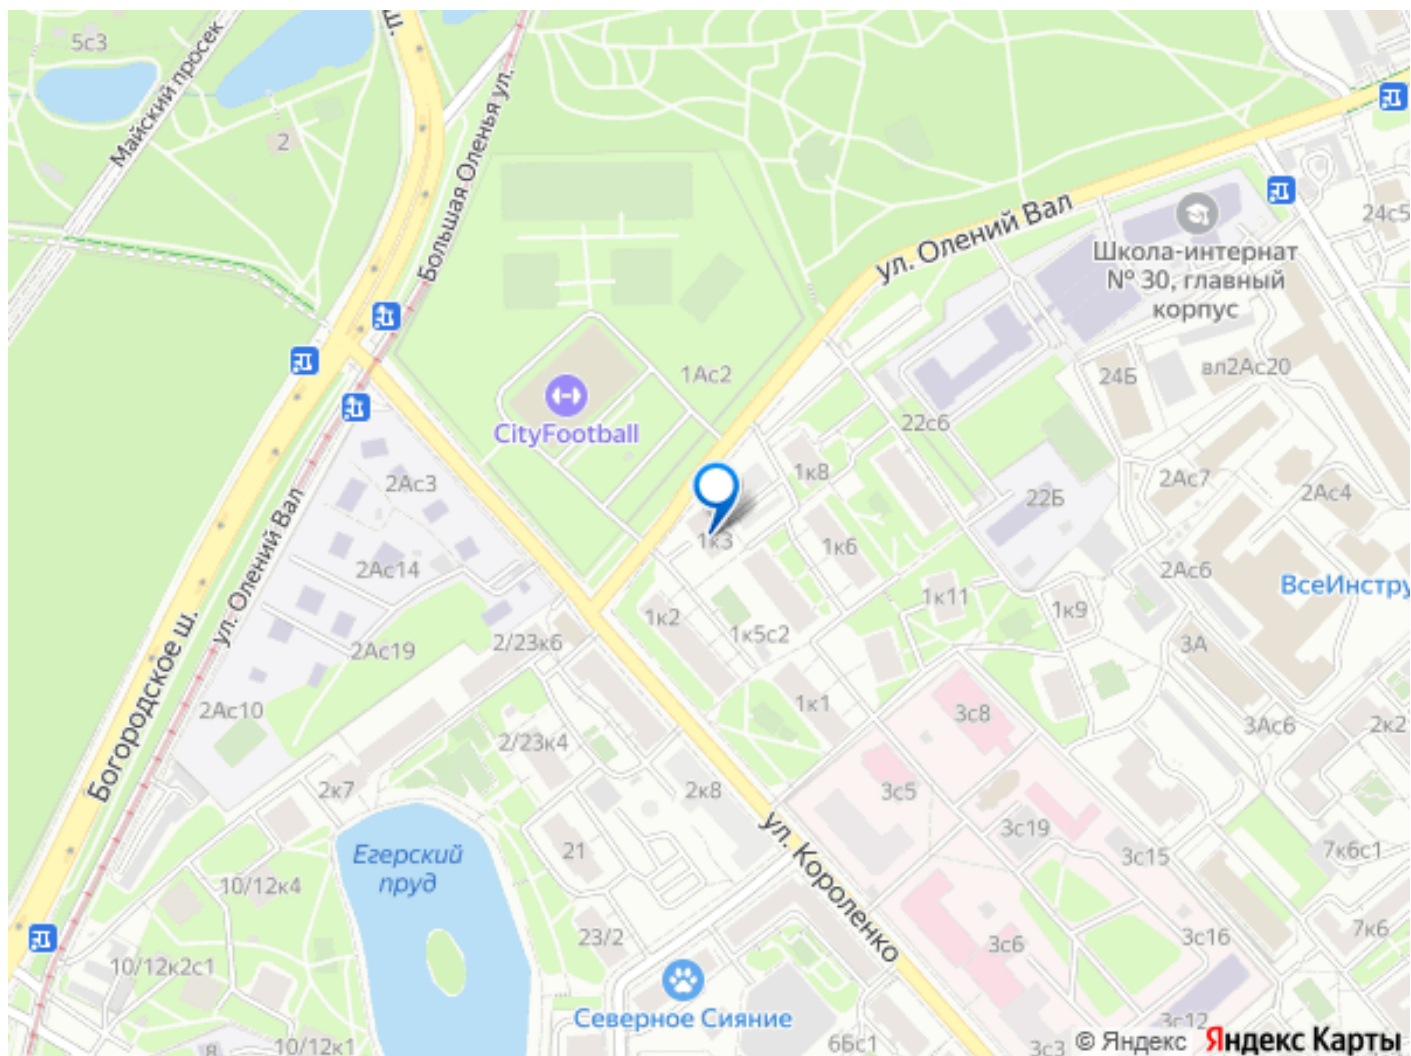 5с3
Майский просек
ш.
Большая Оленья ул.
2
ул. Олений Вал
24с5
Школа-интернат
№ 30, главный
корпус
1Ас2
24Б
вл2Ас20
CityFootball
22с6
2Ас3
1к8
2Ас7
2Ас4
22Б
1к3
1к6
2Ас14
2Ас6
ВсеИнстру
ул. Олений Вал
1к11
1к9
1к2
1к5с2
2/23к6
3А
2Ас19
Богородское ш.
1к1
2Ас10
3с8
3Ас6
2к2
2/23к4
2к7
2к8
3с5
3с19
ул. Короленко
Егерский
пруд
21
3с15
7к6с1
10/12к4
23/2
3с6
3с16
7к6
10/12к2с1
Северное Сияние
3с12
8
10/12к1
6Бс1
3с3
© Яндекс Яндекс Карты